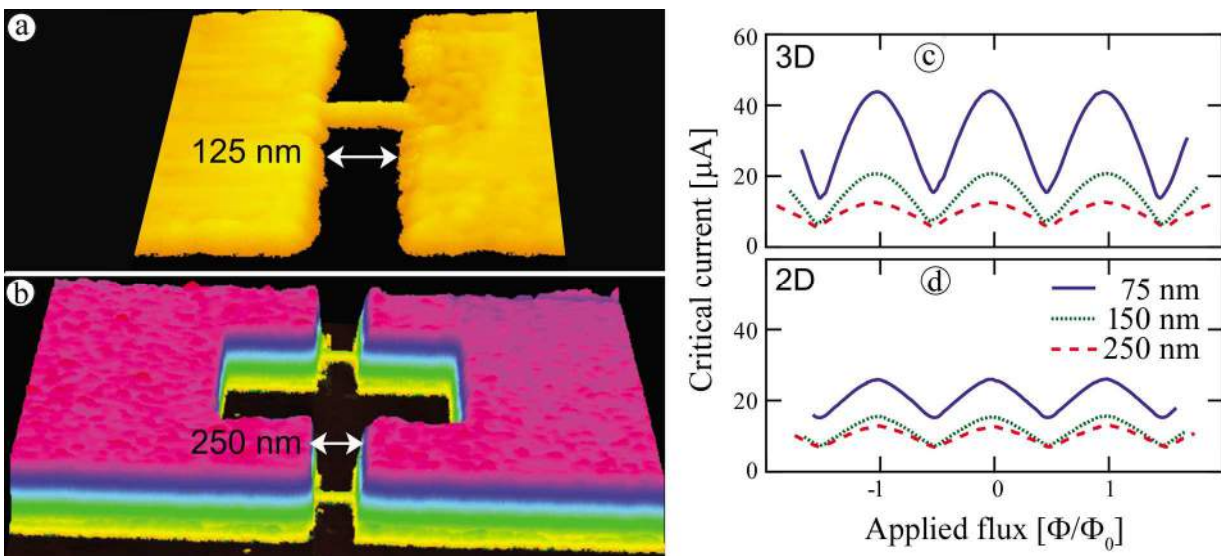 a
125 nm
b
250 nm
3D
c
60
40
20
0
Critical current [µA]
2D
d
75 nm
150 nm
250 nm
40
20
0
-1
0
1
Applied flux [Φ/Φ₀]